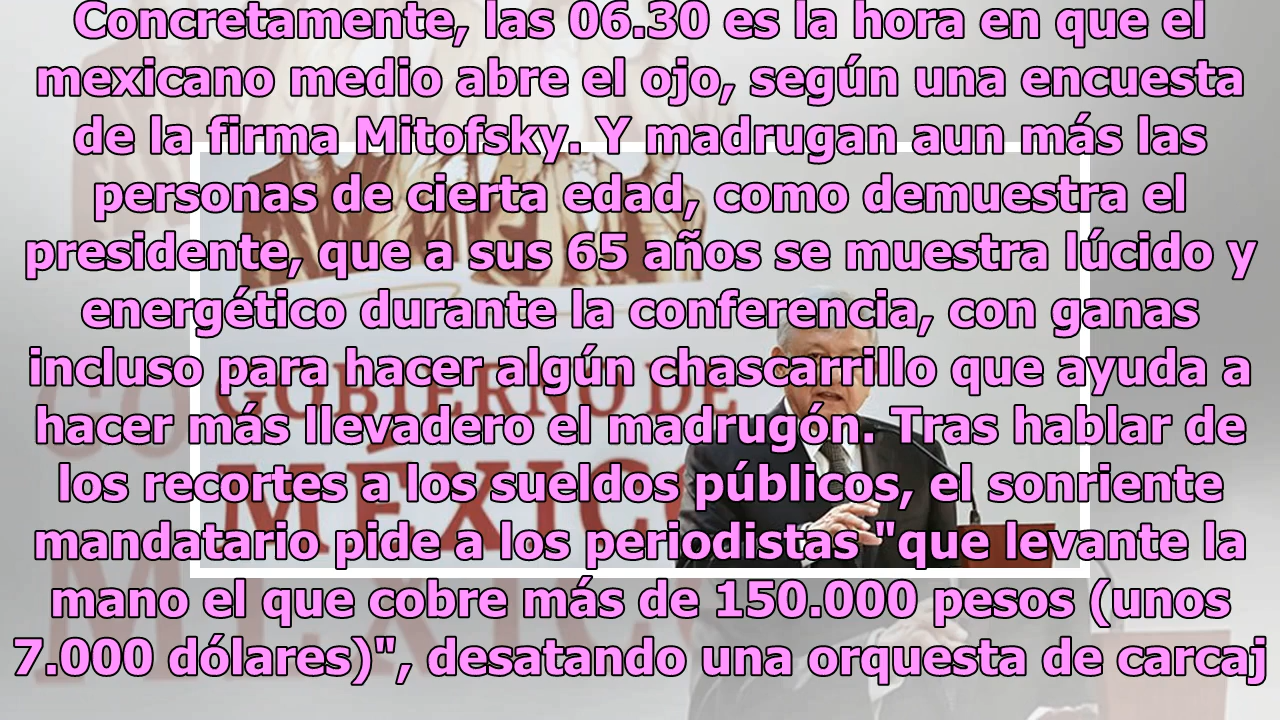 Concretamente, las 06.30 es la hora en que el
mexicano medio abre el ojo, según una encuesta
de la firma Mitofsky. Y madrugan aun más las
personas de cierta edad, como demuestra el
presidente, que a sus 65 años se muestra lúcido y
energético durante la conferencia, con ganas
incluso para hacer algún chascarrillo que ayuda a
hacer más llevadero el madrugón. Tras hablar de
los recortes a los sueldos públicos, el sonriente
mandatario pide a los periodistas "que levante la
mano el que cobre más de 150.000 pesos (unos
7.000 dólares)", desatando una orquesta de carcaj
GOBIERNO DE
MÉXICO